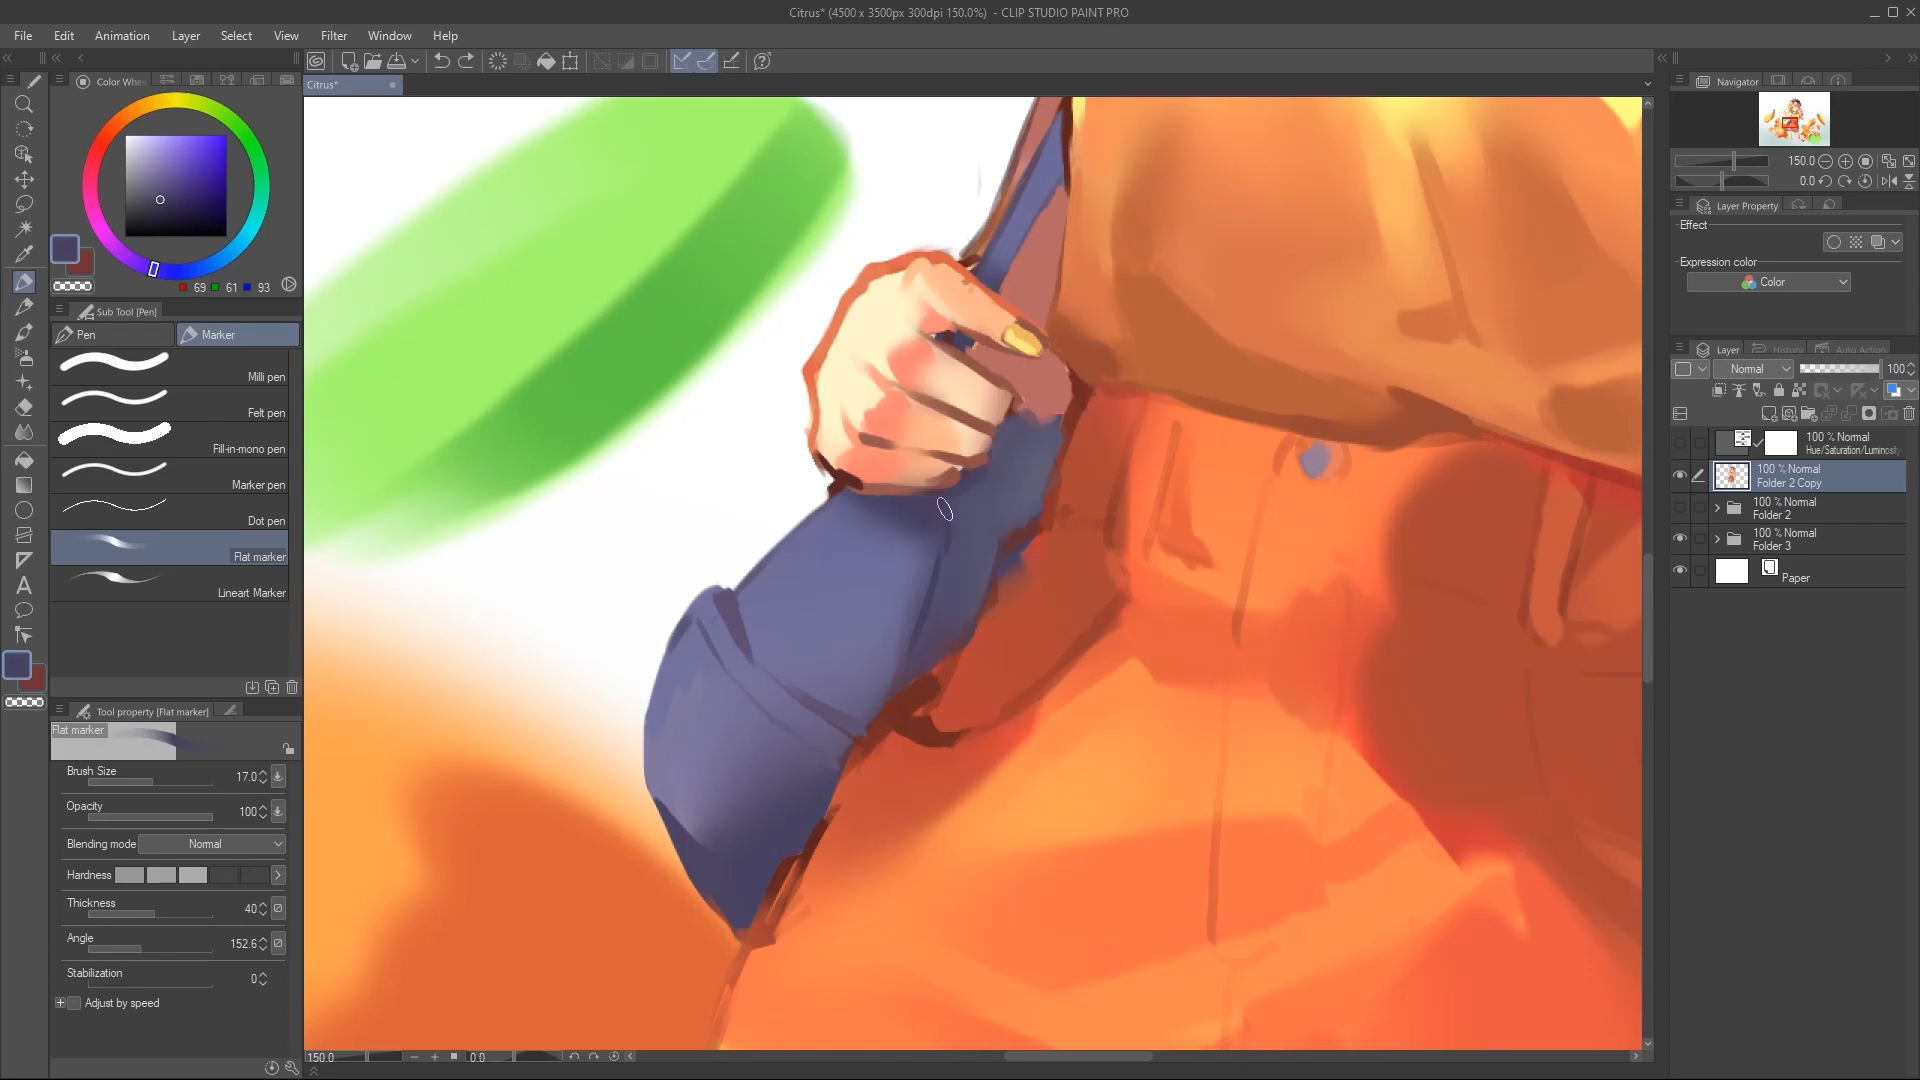 Citrus* (4500 x 3500px 300dpi 150.0%) - CLIP STUDIO PAINT PRO
File Edit Animation Layer Select View Filter Window Help
Color Whe
Citrus*
Navigator
150.0
0.0
Layer Property
Effect
Expression color
Color
69 61 93
Sub Tool [Pen]
Pen Marker
Milli pen
Felt pen
Fill-in-mono pen
Marker pen
Dot pen
Flat marker
Lineart Marker
Layer History Auto Action
Normal 100
100 % Normal
Hue/Saturation/Luminosity
100 % Normal
Folder 2 Copy
100 % Normal
Folder 2
100 % Normal
Folder 3
Paper
A
Tool property [Flat marker]
Flat marker
Brush Size 17.0
Opacity 100
Blending mode Normal
Hardness
Thickness 40
Angle 152.6
Stabilization 0
Adjust by speed
150.0 0.0